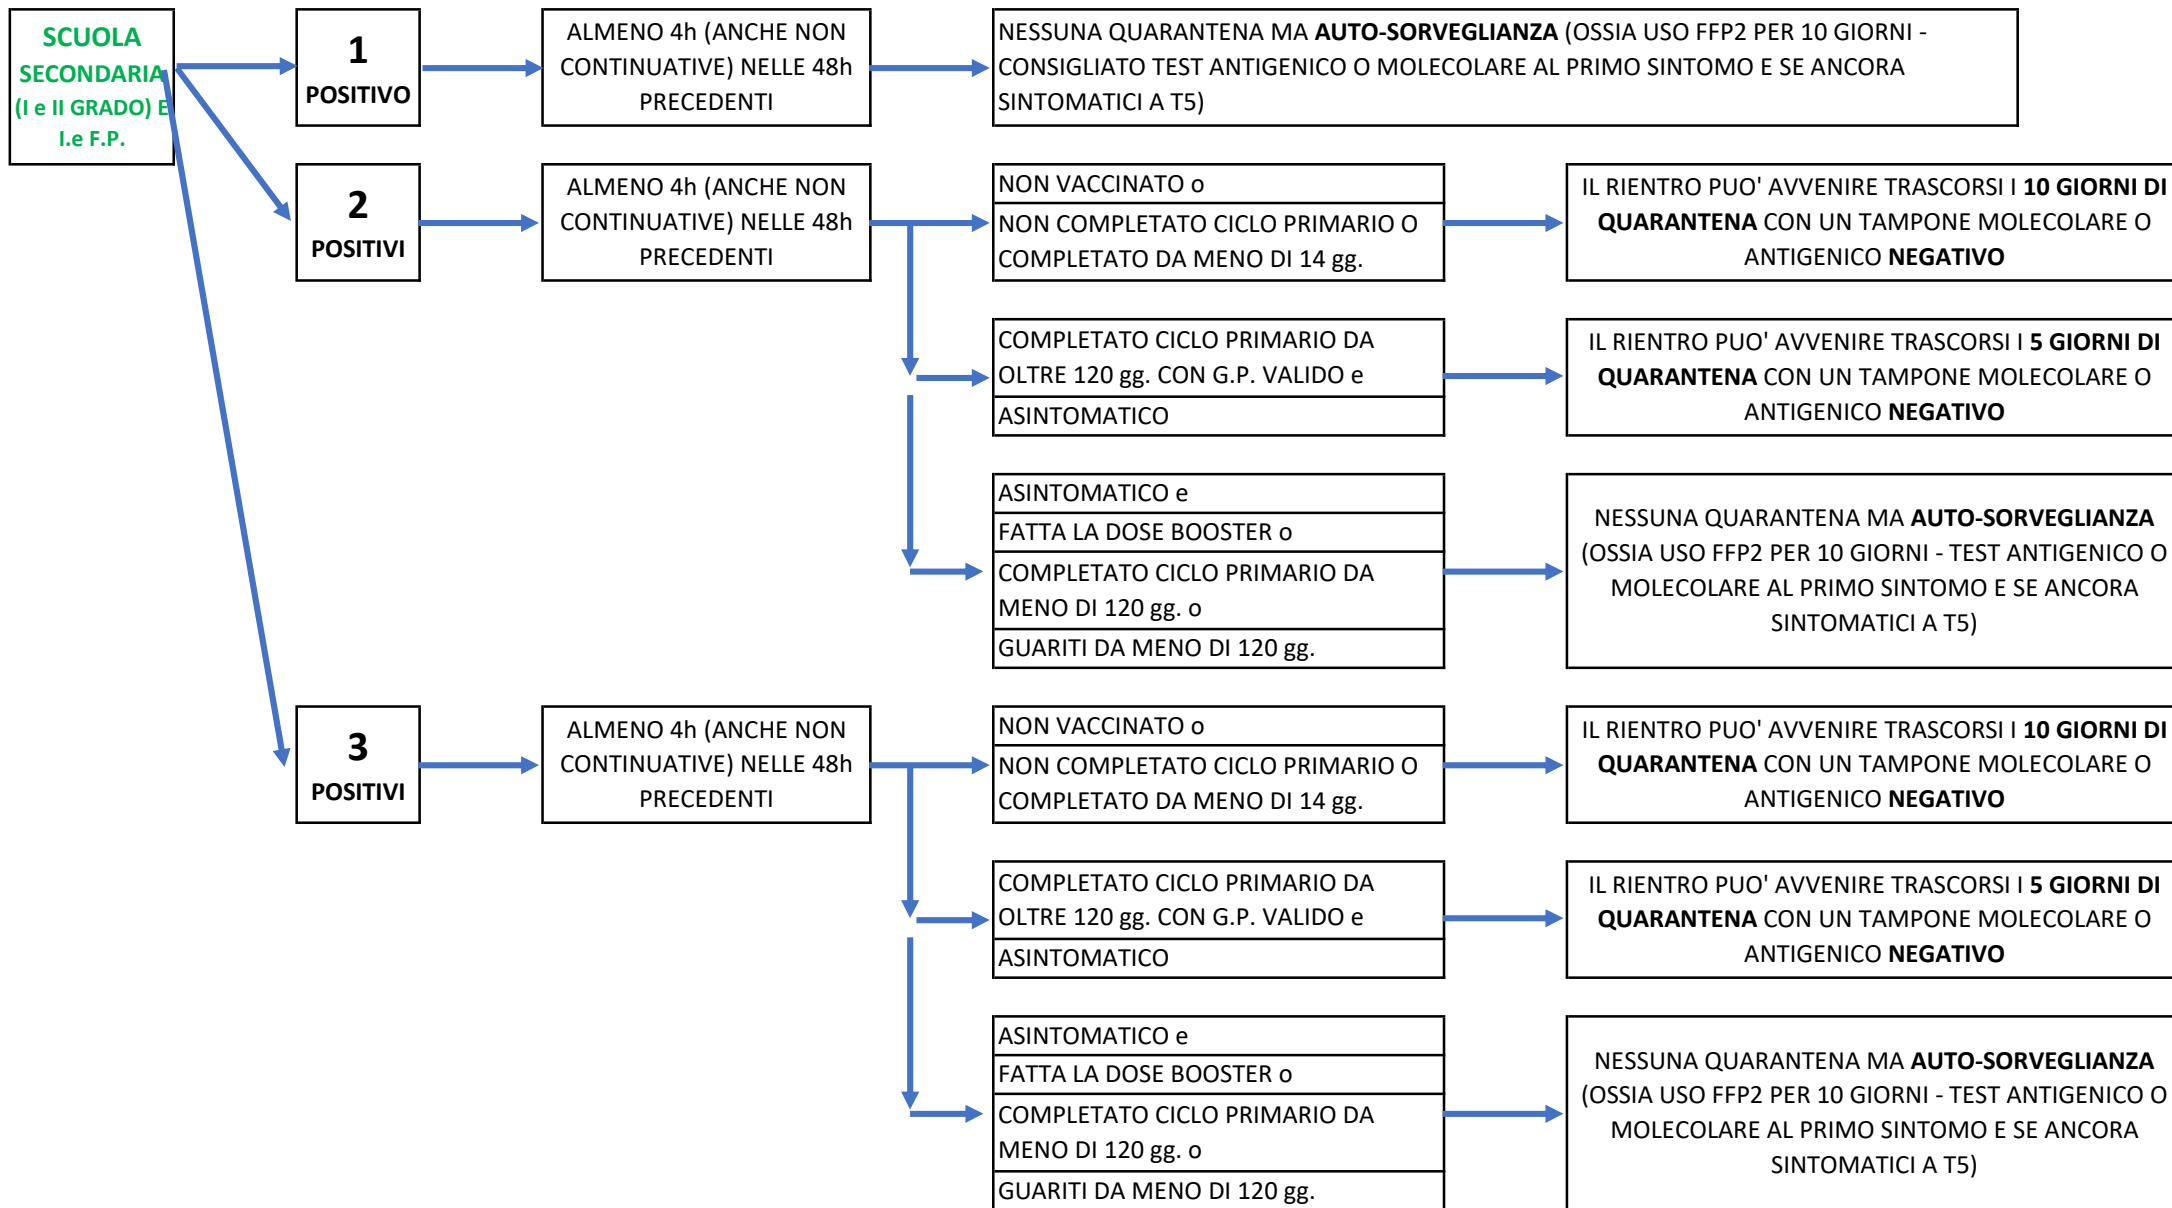 SCUOLA
SECONDARIA
(I e II GRADO) E
I.e F.P.
1
POSITIVO
ALMENO 4h (ANCHE NON
CONTINUATIVE) NELLE 48h
PRECEDENTI
NESSUNA QUARANTENA MA AUTO-SORVEGLIANZA (OSSIA USO FFP2 PER 10 GIORNI -
CONSIGLIATO TEST ANTIGENICO O MOLECOLARE AL PRIMO SINTOMO E SE ANCORA
SINTOMATICI A T5)
2
POSITIVI
ALMENO 4h (ANCHE NON
CONTINUATIVE) NELLE 48h
PRECEDENTI
NON VACCINATO o
NON COMPLETATO CICLO PRIMARIO O
COMPLETATO DA MENO DI 14 gg.
IL RIENTRO PUO' AVVENIRE TRASCORSI I 10 GIORNI DI
QUARANTENA CON UN TAMPONE MOLECOLARE O
ANTIGENICO NEGATIVO
COMPLETATO CICLO PRIMARIO DA
OLTRE 120 gg. CON G.P. VALIDO e
ASINTOMATICO
IL RIENTRO PUO' AVVENIRE TRASCORSI I 5 GIORNI DI
QUARANTENA CON UN TAMPONE MOLECOLARE O
ANTIGENICO NEGATIVO
ASINTOMATICO e
FATTA LA DOSE BOOSTER o
COMPLETATO CICLO PRIMARIO DA
MENO DI 120 gg. o
GUARITI DA MENO DI 120 gg.
NESSUNA QUARANTENA MA AUTO-SORVEGLIANZA
(OSSIA USO FFP2 PER 10 GIORNI - TEST ANTIGENICO O
MOLECOLARE AL PRIMO SINTOMO E SE ANCORA
SINTOMATICI A T5)
3
POSITIVI
ALMENO 4h (ANCHE NON
CONTINUATIVE) NELLE 48h
PRECEDENTI
NON VACCINATO o
NON COMPLETATO CICLO PRIMARIO O
COMPLETATO DA MENO DI 14 gg.
IL RIENTRO PUO' AVVENIRE TRASCORSI I 10 GIORNI DI
QUARANTENA CON UN TAMPONE MOLECOLARE O
ANTIGENICO NEGATIVO
COMPLETATO CICLO PRIMARIO DA
OLTRE 120 gg. CON G.P. VALIDO e
ASINTOMATICO
IL RIENTRO PUO' AVVENIRE TRASCORSI I 5 GIORNI DI
QUARANTENA CON UN TAMPONE MOLECOLARE O
ANTIGENICO NEGATIVO
ASINTOMATICO e
FATTA LA DOSE BOOSTER o
COMPLETATO CICLO PRIMARIO DA
MENO DI 120 gg. o
GUARITI DA MENO DI 120 gg.
NESSUNA QUARANTENA MA AUTO-SORVEGLIANZA
(OSSIA USO FFP2 PER 10 GIORNI - TEST ANTIGENICO O
MOLECOLARE AL PRIMO SINTOMO E SE ANCORA
SINTOMATICI A T5)